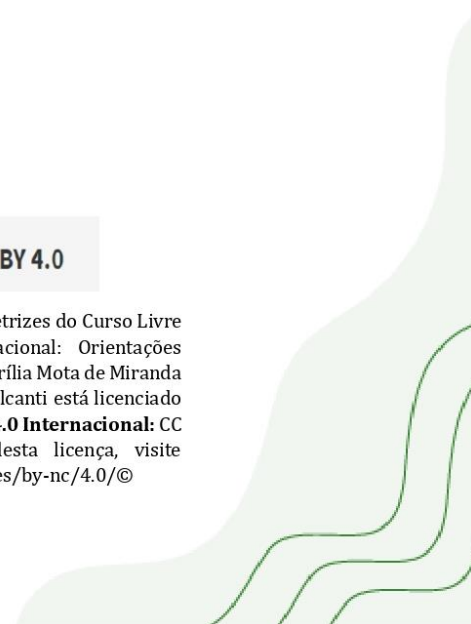 BY 4.0
etrizes do Curso Livre
acional: Orientações
rília Mota de Miranda
lcanti está licenciado
.0 Internacional: CC
desta licença, visite
es/by-nc/4.0/©